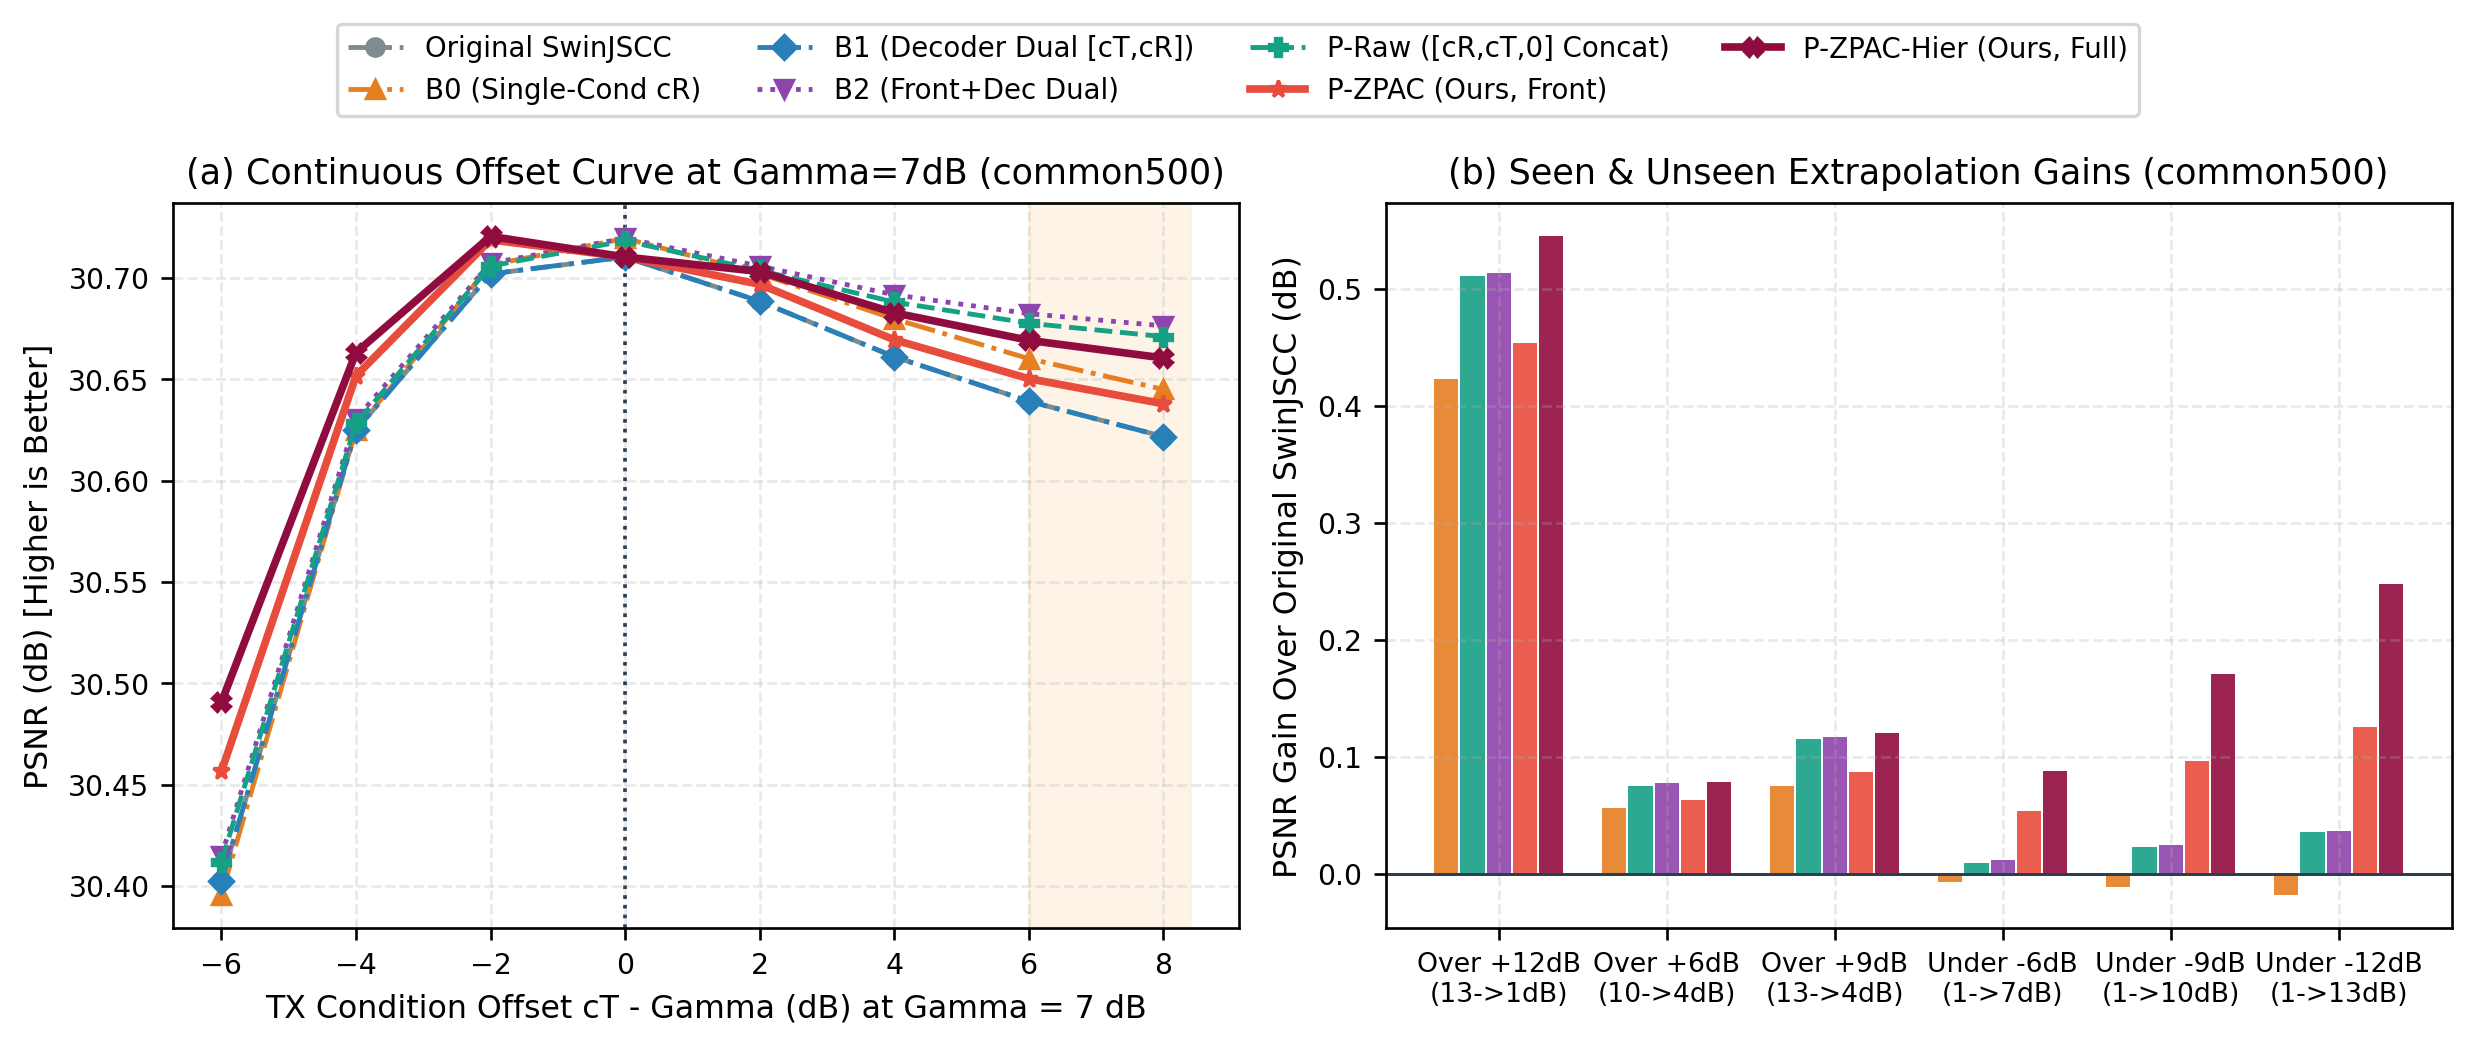 Original SwinJSCC
B0 (Single-Cond cR)
B1 (Decoder Dual [cT,cR])
B2 (Front+Dec Dual)
P-Raw ([cR,cT,0] Concat)
P-ZPAC (Ours, Front)
P-ZPAC-Hier (Ours, Full)
(a) Continuous Offset Curve at Gamma=7dB (common500)
PSNR (dB) [Higher is Better]
30.70
30.65
30.60
30.55
30.50
30.45
30.40
−6 −4 −2 0 2 4 6 8
TX Condition Offset cT - Gamma (dB) at Gamma = 7 dB
(b) Seen & Unseen Extrapolation Gains (common500)
PSNR Gain Over Original SwinJSCC (dB)
0.5
0.4
0.3
0.2
0.1
0.0
Over +12dB Over +6dB Over +9dB Under -6dB Under -9dB Under -12dB
(13->1dB) (10->4dB) (13->4dB) (1->7dB) (1->10dB) (1->13dB)